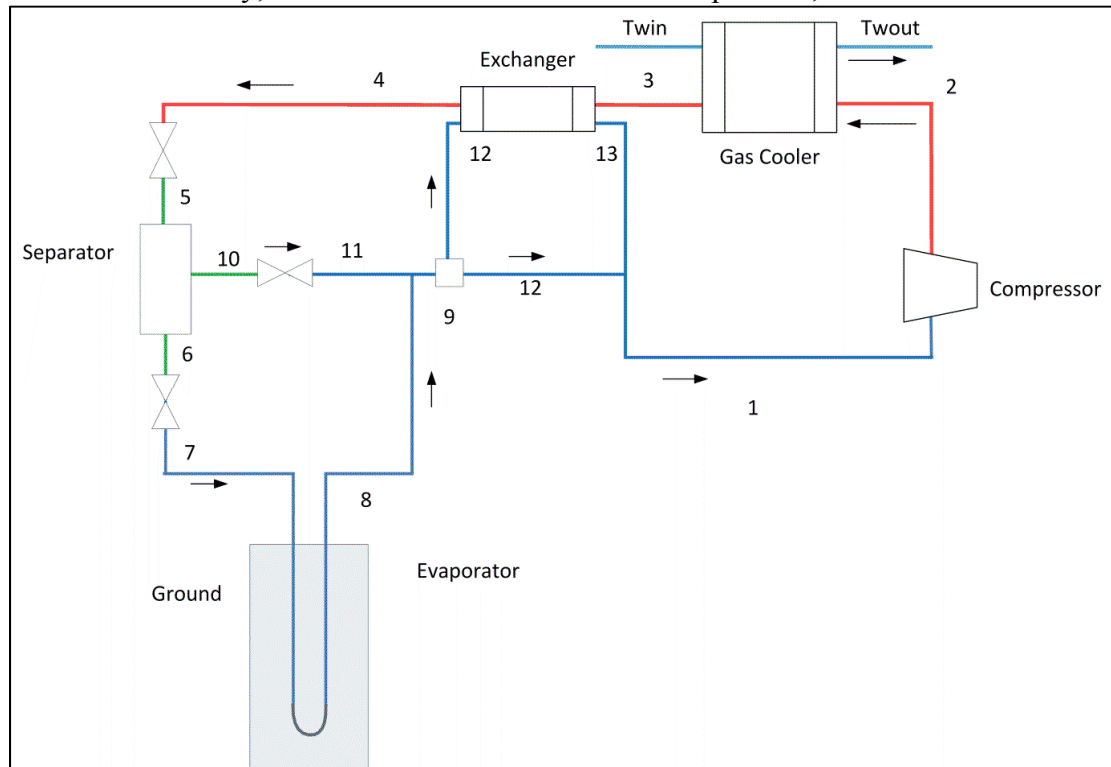 Twin
Twout
Exchanger
4
3
2
12
13
Gas Cooler
5
Separator
10
11
12
Compressor
9
6
1
7
8
Evaporator
Ground